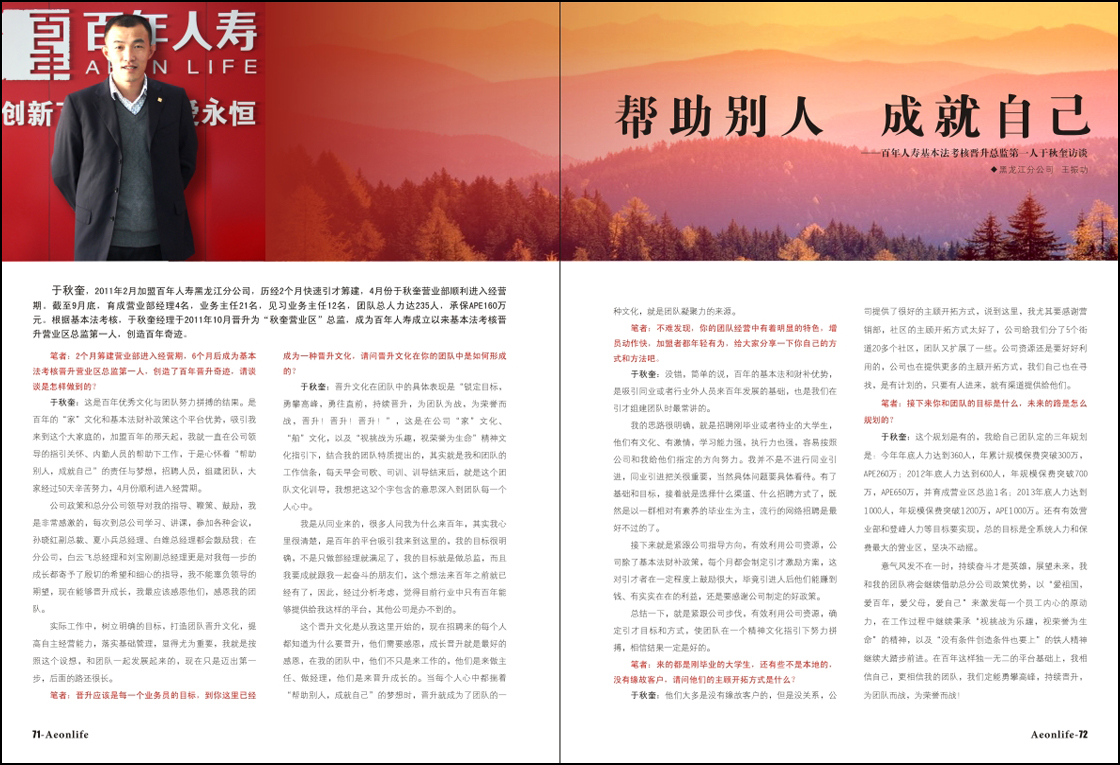 百年人寿
AEON LIFE
创新
爱永恒
帮助别人 成就自己
——百年人寿基本法考核晋升总监第一人于秋奎访谈
◆黑龙江分公司 王振功
于秋奎，2011年2月加盟百年人寿黑龙江分公司，历经2个月快速引才筹建，4月份于秋奎营业部顺利进入经营
期。截至9月底，育成营业部经理4名，业务主任21名，见习业务主任12名，团队总人力达235人，承保APE160万
元。根据基本法考核，于秋奎经理于2011年10月晋升为“秋奎营业区”总监，成为百年人寿成立以来基本法考核晋
升营业区总监第一人，创造百年奇迹。
笔者：2个月筹建营业部进入经营期，6个月后成为基本
法考核晋升营业区总监第一人，创造了百年晋升奇迹，请谈
谈是怎样做到的？
于秋奎：这是百年优秀文化与团队努力拼搏的结果。是
百年的“家”文化和基本法财补政策这个平台优势，吸引我
来到这个大家庭的，加盟百年的那天起，我就一直在公司领
导的指引关怀、内勤人员的帮助下工作，于是心怀着“帮助
别人，成就自己”的责任与梦想，招聘人员，组建团队，大
家经过50天辛苦努力，4月份顺利进入经营期。
公司政策和总分公司领导对我的指导、鞭策、鼓励，我
是非常感激的，每次到总公司学习、讲课，参加各种会议，
孙晓红副总裁、夏小兵总经理、白雉总经理都会鼓励我；在
分公司，白云飞总经理和刘宝刚副总经理更是对我每一步的
成长都寄予了殷切的希望和细心的指导，我不能辜负领导的
期望，现在能够晋升成长，我最应该感恩他们，感恩我的团
队。
实际工作中，树立明确的目标，打造团队晋升文化，提
高自主经营能力，落实基础管理，显得尤为重要，我就是按
照这个设想，和团队一起发展起来的，现在只是迈出第一
步，后面的路还很长。
笔者：晋升应该是每一个业务员的目标，到你这里已经
成为一种晋升文化，请问晋升文化在你的团队中是如何形成
的？
于秋奎：晋升文化在团队中的具体表现是“锁定目标，
勇攀高峰，勇往直前，持续晋升，为团队为战，为荣誉而
战，晋升！晋升！晋升！”，这是在公司“家”文化、
“船”文化，以及“视挑战为乐趣，视荣誉为生命”精神文
化指引下，结合我的团队特质提出的，其实就是我和团队的
工作信条，每天早会司歌、司训、训导结束后，就是这个团
队文化训导，我想把这32个字包含的意思深入到团队每一个
人心中。
我是从同业来的，很多人问我为什么来百年，其实我心
里很清楚，是百年的平台吸引我来到这里的，我的目标很明
确，不是只做部经理就满足了，我的目标就是做总监，而且
我要成就跟我一起奋斗的朋友们，这个想法来百年之前就已
经有了，因此，经过分析考虑，觉得目前行业中只有百年能
够提供给我这样的平台，其他公司是办不到的。
这个晋升文化是从我这里开始的，现在招聘来的每个人
都知道为什么要晋升，他们需要感恩，成长晋升就是最好的
感恩，在我的团队中，他们不只是来工作的，他们是来做主
任、做经理，他们是来晋升成长的。当每个人心中都揣着
“帮助别人，成就自己”的梦想时，晋升就成为了团队的一
71-Aeonlife
种文化，就是团队凝聚力的来源。
笔者：不难发现，你的团队经营中有着明显的特色，增
员动作快，加盟者都年轻有为，给大家分享一下你自己的方
式和方法吧。
于秋奎：没错，简单的说，百年的基本法和财补优势，
是吸引同业或者行业外人员来百年发展的基础，也是我们在
引才组建团队时最常讲的。
我的思路很明确，就是招聘刚毕业或者待业的大学生，
他们有文化、有激情，学习能力强，执行力也强，容易按照
公司和我给他们指定的方向努力。我并不是不进行同业引
进，同业引进把关很重要，当然具体问题要具体看待。有了
基础和目标，接着就是选择什么渠道、什么招聘方式了，既
然是以一群相对有素养的毕业生为主，流行的网络招聘是最
好不过的了。
接下来就是紧跟公司指导方向，有效利用公司资源，公
司除了基本法财补政策，每个月都会制定引才激励方案，这
对引才者在一定程度上鼓励很大，毕竟引进人后他们能赚到
钱、有实实在在的利益，还是要感谢公司制定的好政策。
总结一下，就是紧跟公司步伐，有效利用公司资源，确
定引才目标和方式，使团队在一个精神文化指引下努力拼
搏，相信结果一定是好的。
笔者：来的都是刚毕业的大学生，还有些不是本地的，
没有缘故客户，请问他们的主顾开拓方式是什么？
于秋奎：他们大多是没有缘故客户的，但是没关系，公
司提供了很好的主顾开拓方式，说到这里，我尤其要感谢营
销部，社区的主顾开拓方式太好了，公司给我们分了5个街
道20多个社区，团队又扩展了一些。公司资源还是要好好利
用的，公司也在提供更多的主顾开拓方式，我们自己也在寻
找，是有计划的，只要有人进来，就有渠道提供给他们。
笔者：接下来你和团队的目标是什么，未来的路是怎么
规划的？
于秋奎：这个规划是有的，我给自己团队定的三年规划
是：今年年底人力达到360人，年累计规模保费突破300万，
APE260万；2012年底人力达到600人，年规模保费突破700
万，APE650万，并育成营业区总监1名；2013年底人力达到
1000人，年规模保费突破1200万，APE1000万。还有有效营
业部和登峰人力等目标要实现。总的目标是全系统人力和保
费最大的营业区，坚决不动摇。
意气风发不在一时，持续奋斗才是英雄，展望未来，我
和我的团队将会继续借助总分公司政策优势，以“爱祖国，
爱百年，爱父母，爱自己”来激发每一个员工内心的原动
力，在工作过程中继续秉承“视挑战为乐趣，视荣誉为生
命”的精神，以及“没有条件创造条件也要上”的铁人精神
继续大踏步前进。在百年这样独一无二的平台基础上，我相
信自己，更相信我的团队，我们定能勇攀高峰，持续晋升，
为团队而战，为荣誉而战！
Aeonlife-72